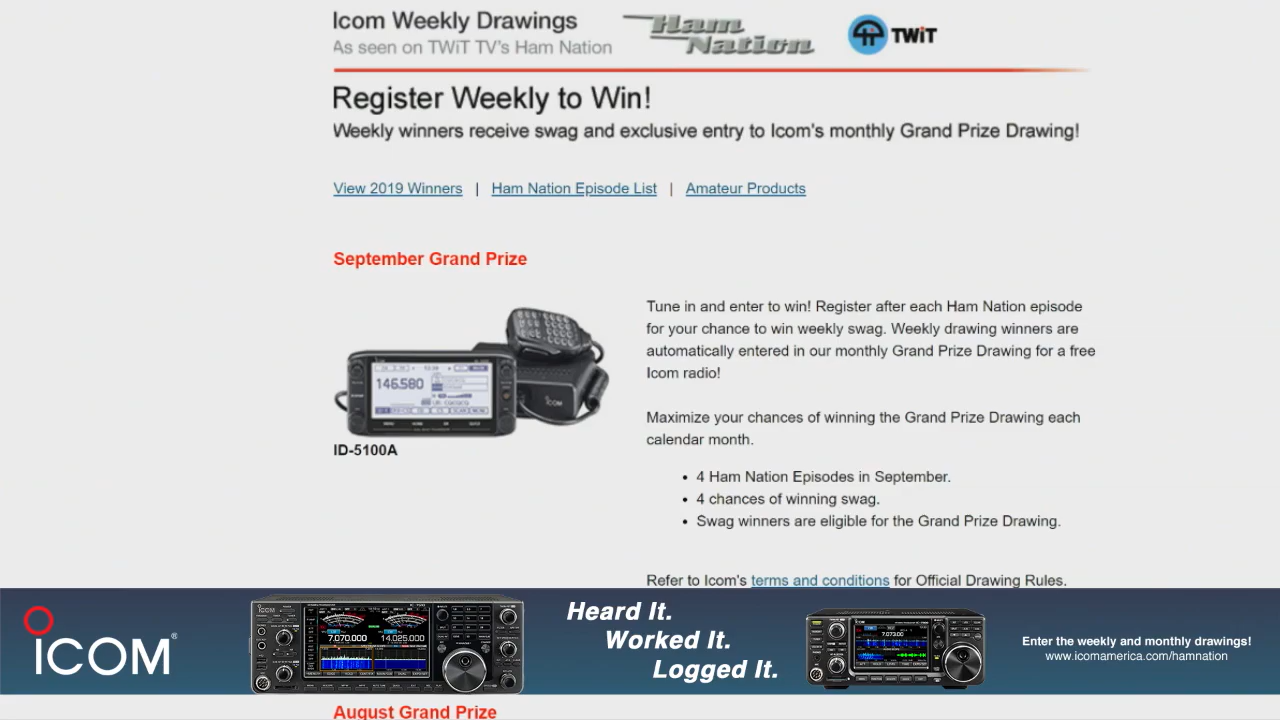 Icom Weekly Drawings
As seen on TWiT TV's Ham Nation
Ham
Nation
TWiT
Register Weekly to Win!
Weekly winners receive swag and exclusive entry to Icom's monthly Grand Prize Drawing!
View 2019 Winners | Ham Nation Episode List | Amateur Products
September Grand Prize
146.580
ICOM
ID-5100A
Tune in and enter to win! Register after each Ham Nation episode
for your chance to win weekly swag. Weekly drawing winners are
automatically entered in our monthly Grand Prize Drawing for a free
Icom radio!
Maximize your chances of winning the Grand Prize Drawing each
calendar month.
• 4 Ham Nation Episodes in September.
• 4 chances of winning swag.
• Swag winners are eligible for the Grand Prize Drawing.
Refer to Icom's terms and conditions for Official Drawing Rules.
ICOM®
ICOM
7.070.000 14.025.000
Heard It.
Worked It.
Logged It.
ICOM
7.073.00
Enter the weekly and monthly drawings!
www.icomamerica.com/hamnation
August Grand Prize